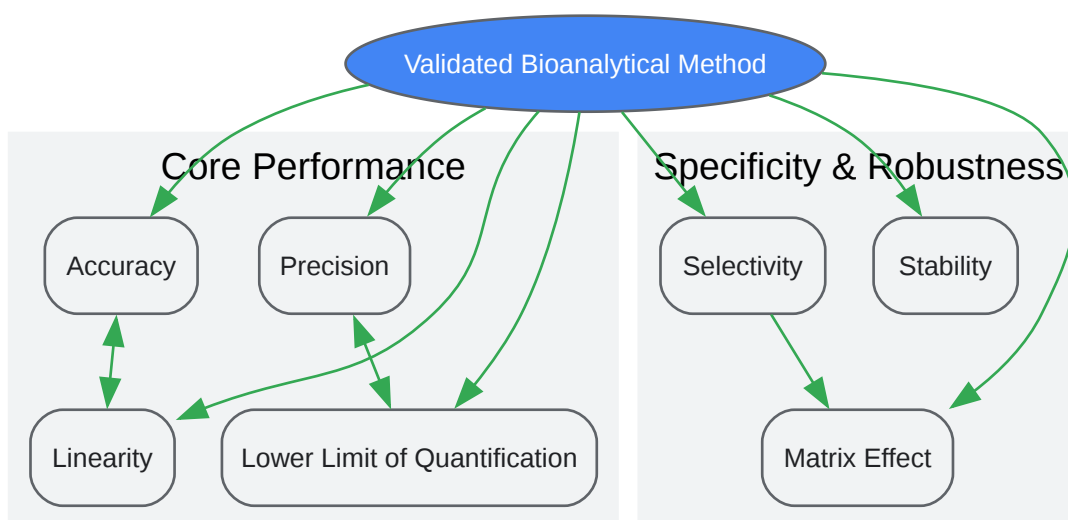 Validated Bioanalytical Method
Core Performance
Specificity & Robustness
Accuracy
Precision
Selectivity
Stability
Linearity
Lower Limit of Quantification
Matrix Effect